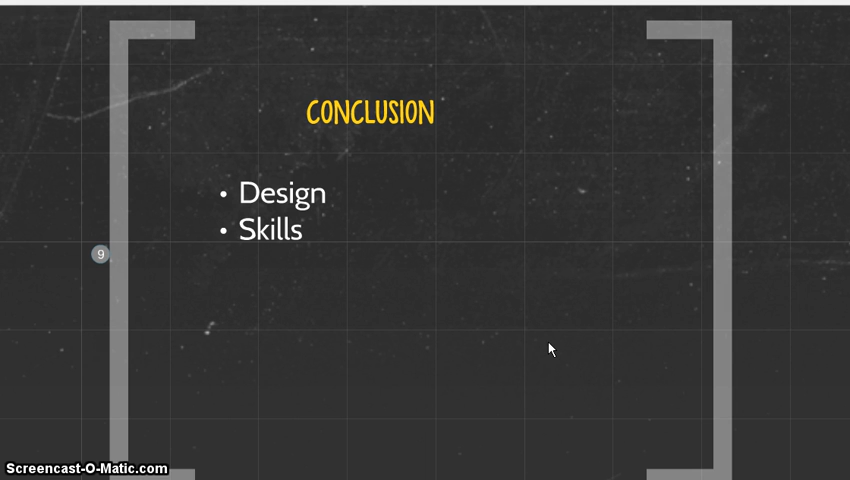 CONCLUSION
• Design
• Skills
9
Screencast-O-Matic.com